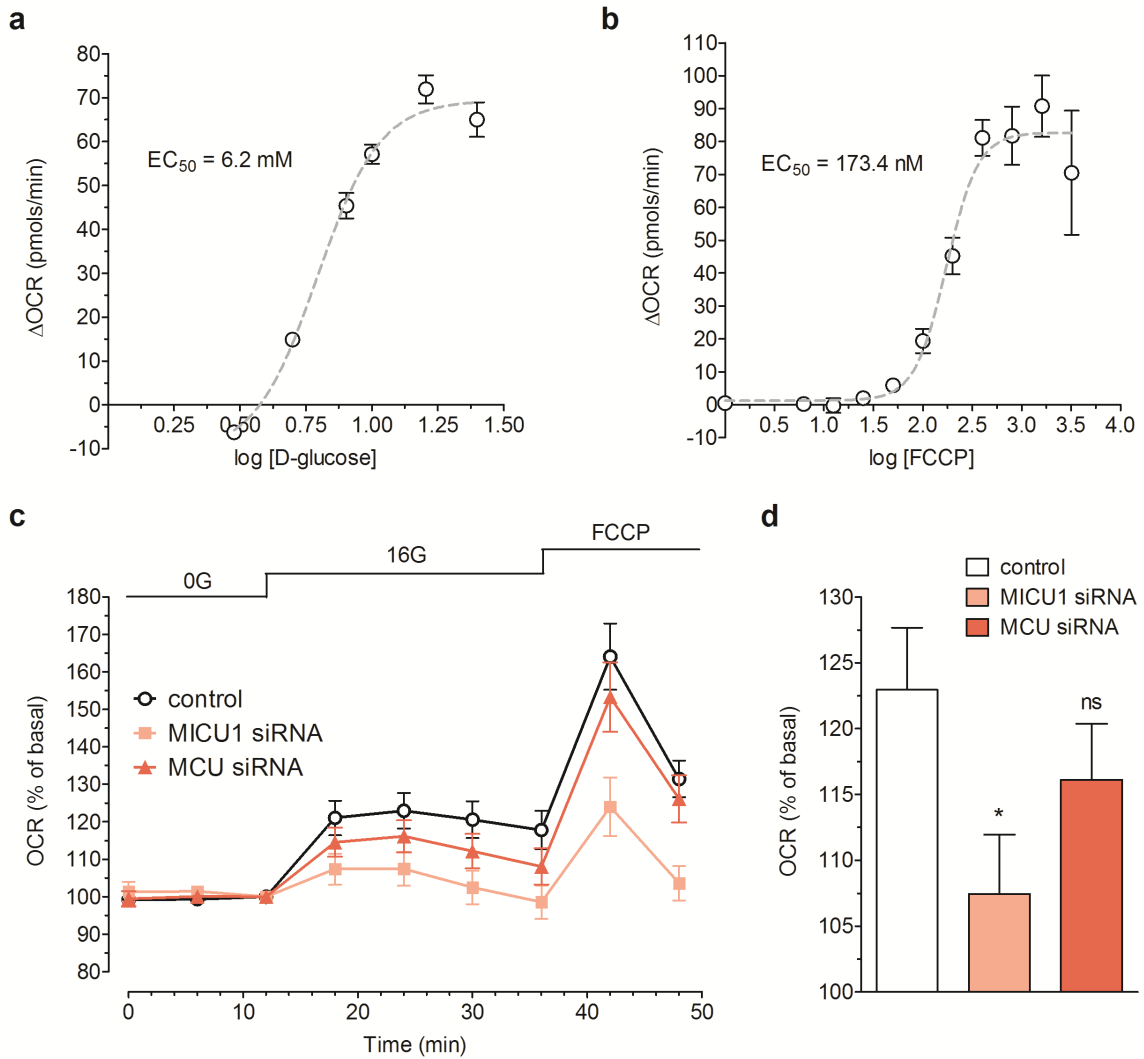 a
80
70
60
50
40
30
20
10
0
-10
ΔOCR (pmols/min)
EC50 = 6.2 mM
0.25
0.50
0.75
1.00
1.25
1.50
log [D-glucose]
b
110
100
90
80
70
60
50
40
30
20
10
0
-10
ΔOCR (pmols/min)
EC50 = 173.4 nM
0.5
1.0
1.5
2.0
2.5
3.0
3.5
4.0
log [FCCP]
c
0G
16G
FCCP
180
170
160
150
140
130
120
110
100
90
80
OCR (% of basal)
control
MICU1 siRNA
MCU siRNA
0
10
20
30
40
50
Time (min)
d
control
MICU1 siRNA
MCU siRNA
130
125
120
115
110
105
100
OCR (% of basal)
*
ns